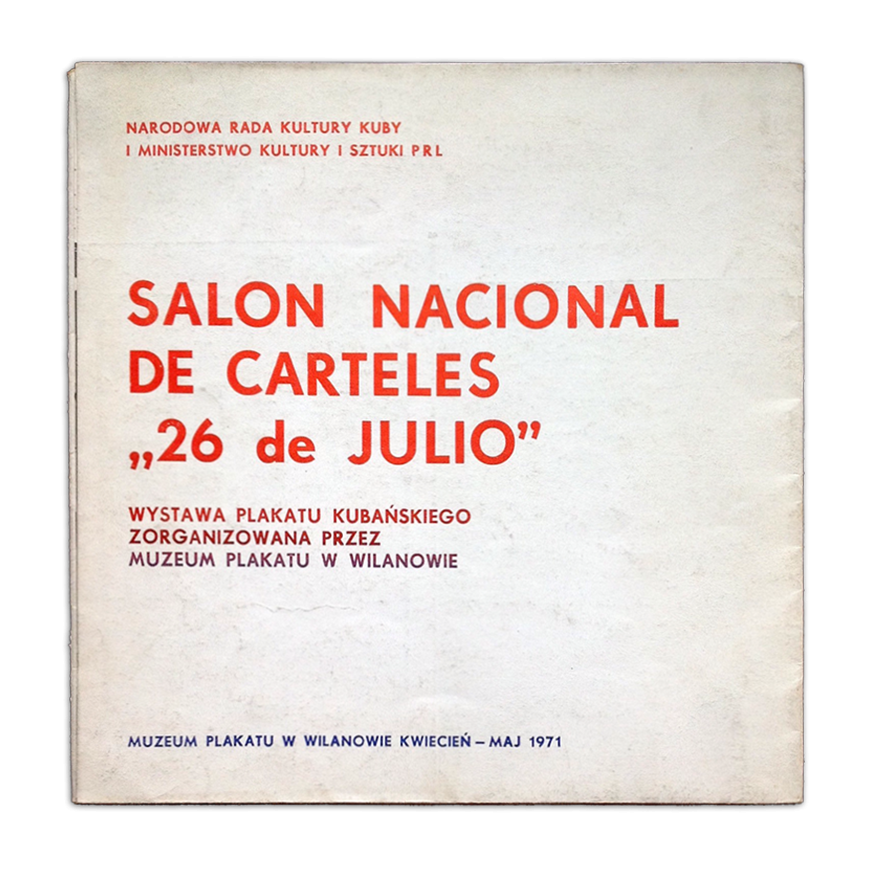 NARODOWA RADA KULTURY KUBY
I MINISTERSTWO KULTURY I SZTUKI PRL
SALON NACIONAL
DE CARTELES
„26 de JULIO”
WYSTAWA PLAKATU KUBAŃSKIEGO
ZORGANIZOWANA PRZEZ
MUZEUM PLAKATU W WILANOWIE
MUZEUM PLAKATU W WILANOWIE KWIECIEŃ – MAJ 1971